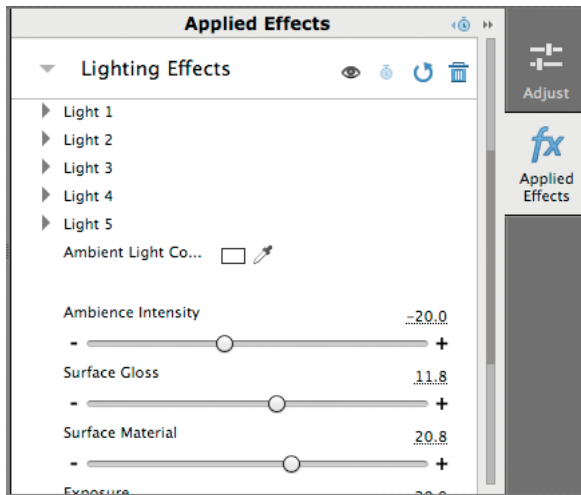 Applied Effects
Lighting Effects
Light 1
Light 2
Light 3
Light 4
Light 5
Ambient Light Co...
Ambience Intensity -20.0
- +
Surface Gloss 11.8
- +
Surface Material 20.8
- +
Exposure
Adjust
fx
Applied
Effects